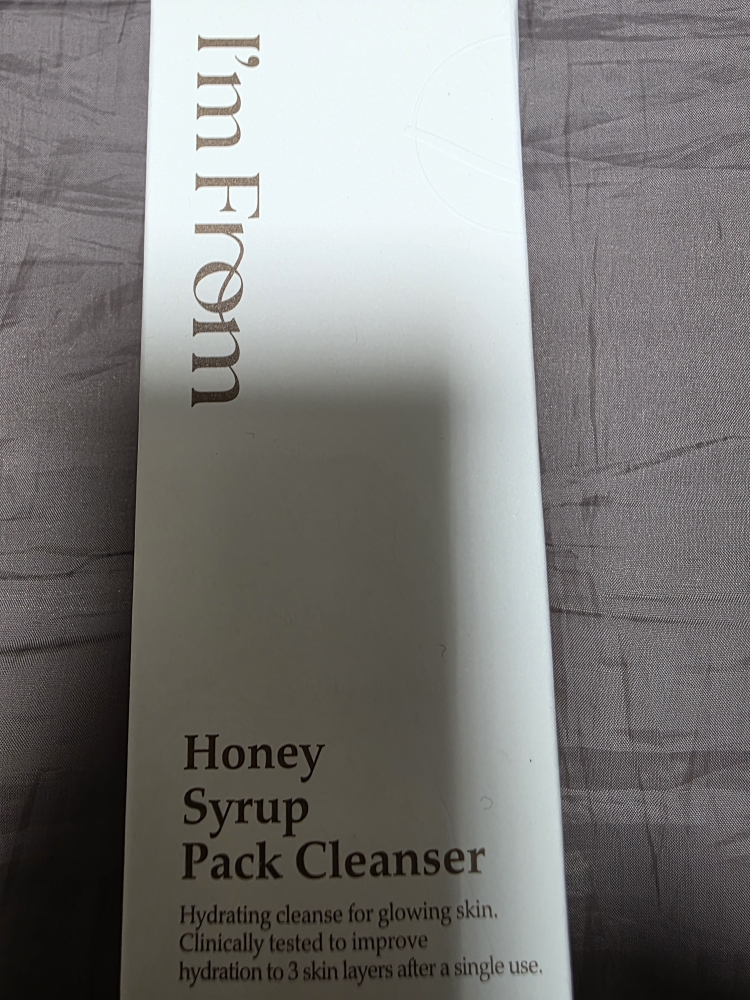 I'm From
Honey
Syrup
Pack Cleanser
Hydrating cleanse for glowing skin.
Clinically tested to improve
hydration to 3 skin layers after a single use.